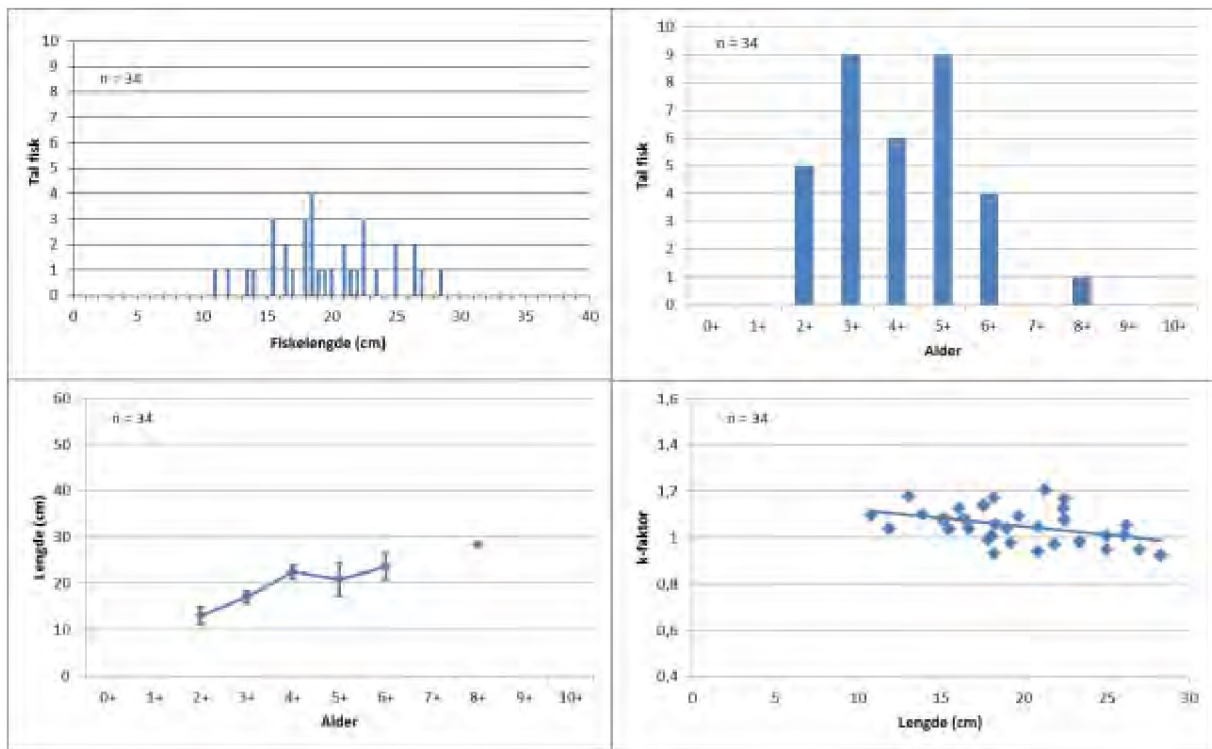 10
9
n = 34
8
7
6
5
4
3
2
1
0
Tal fisk
0 5 10 15 20 25 30 35 40
Fiskelengde (cm)
10
n = 34
9
8
7
6
5
4
3
2
1
0
Tal fisk
0+ 1+ 2+ 3+ 4+ 5+ 6+ 7+ 8+ 9+ 10+
Alder
60
n = 34
50
40
30
20
10
0
Lengde (cm)
0+ 1+ 2+ 3+ 4+ 5+ 6+ 7+ 8+ 9+ 10+
Alder
1,6
n = 34
1,4
1,2
1
0,8
0,6
0,4
k-faktor
0 5 10 15 20 25 30
Lengde (cm)